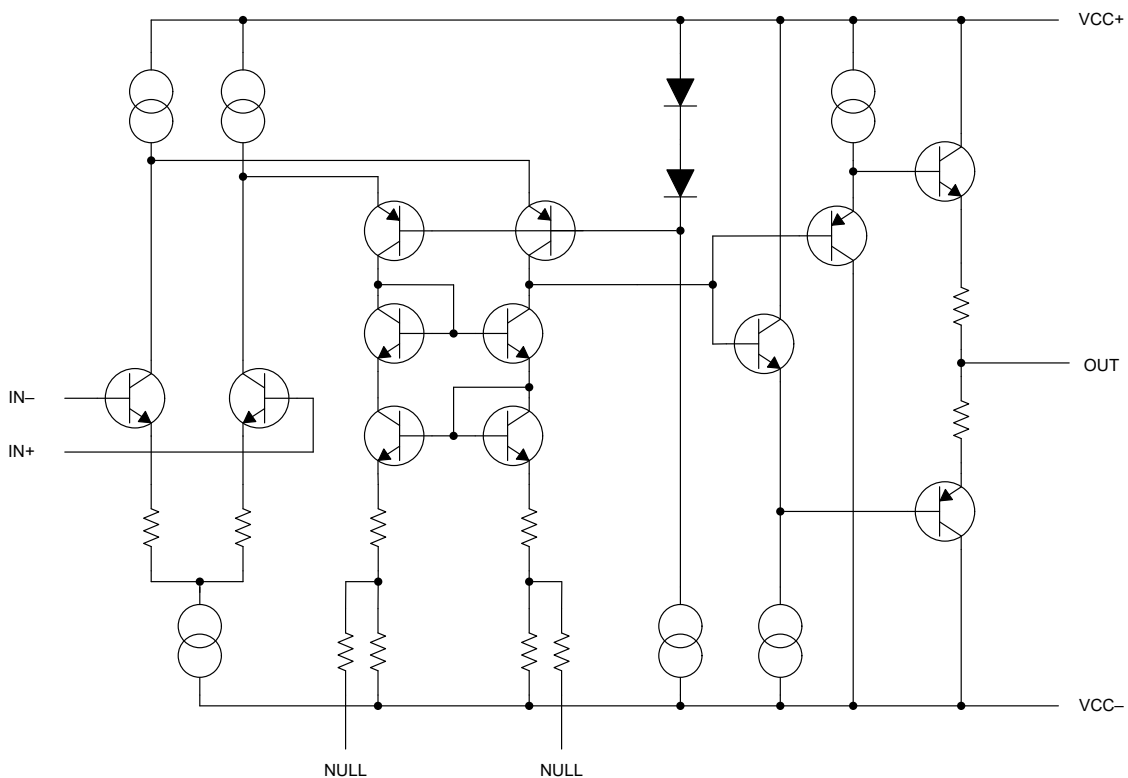 VCC+
OUT
IN–
IN+
VCC–
NULL
NULL